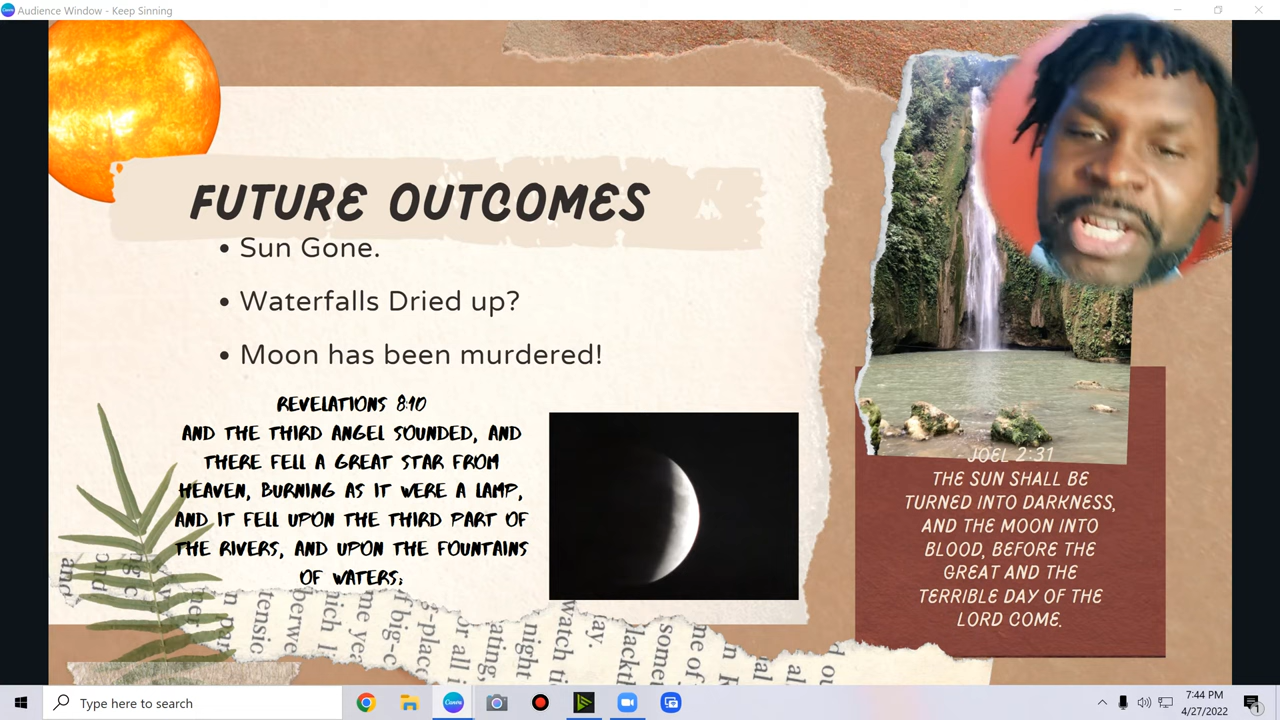 Audience Window - Keep Sinning
FUTURE OUTCOMES
• Sun Gone.
• Waterfalls Dried up?
• Moon has been murdered!
REVELATIONS 8:10
AND THE THIRD ANGEL SOUNDED, AND
THERE FELL A GREAT STAR FROM
HEAVEN, BURNING AS IT WERE A LAMP,
AND IT FELL UPON THE THIRD PART OF
THE RIVERS, AND UPON THE FOUNTAINS
OF WATERS;
JOEL 2:31
THE SUN SHALL BE
TURNED INTO DARKNESS,
AND THE MOON INTO
BLOOD, BEFORE THE
GREAT AND THE
TERRIBLE DAY OF THE
LORD COME.
Type here to search
7:44 PM
4/27/2022